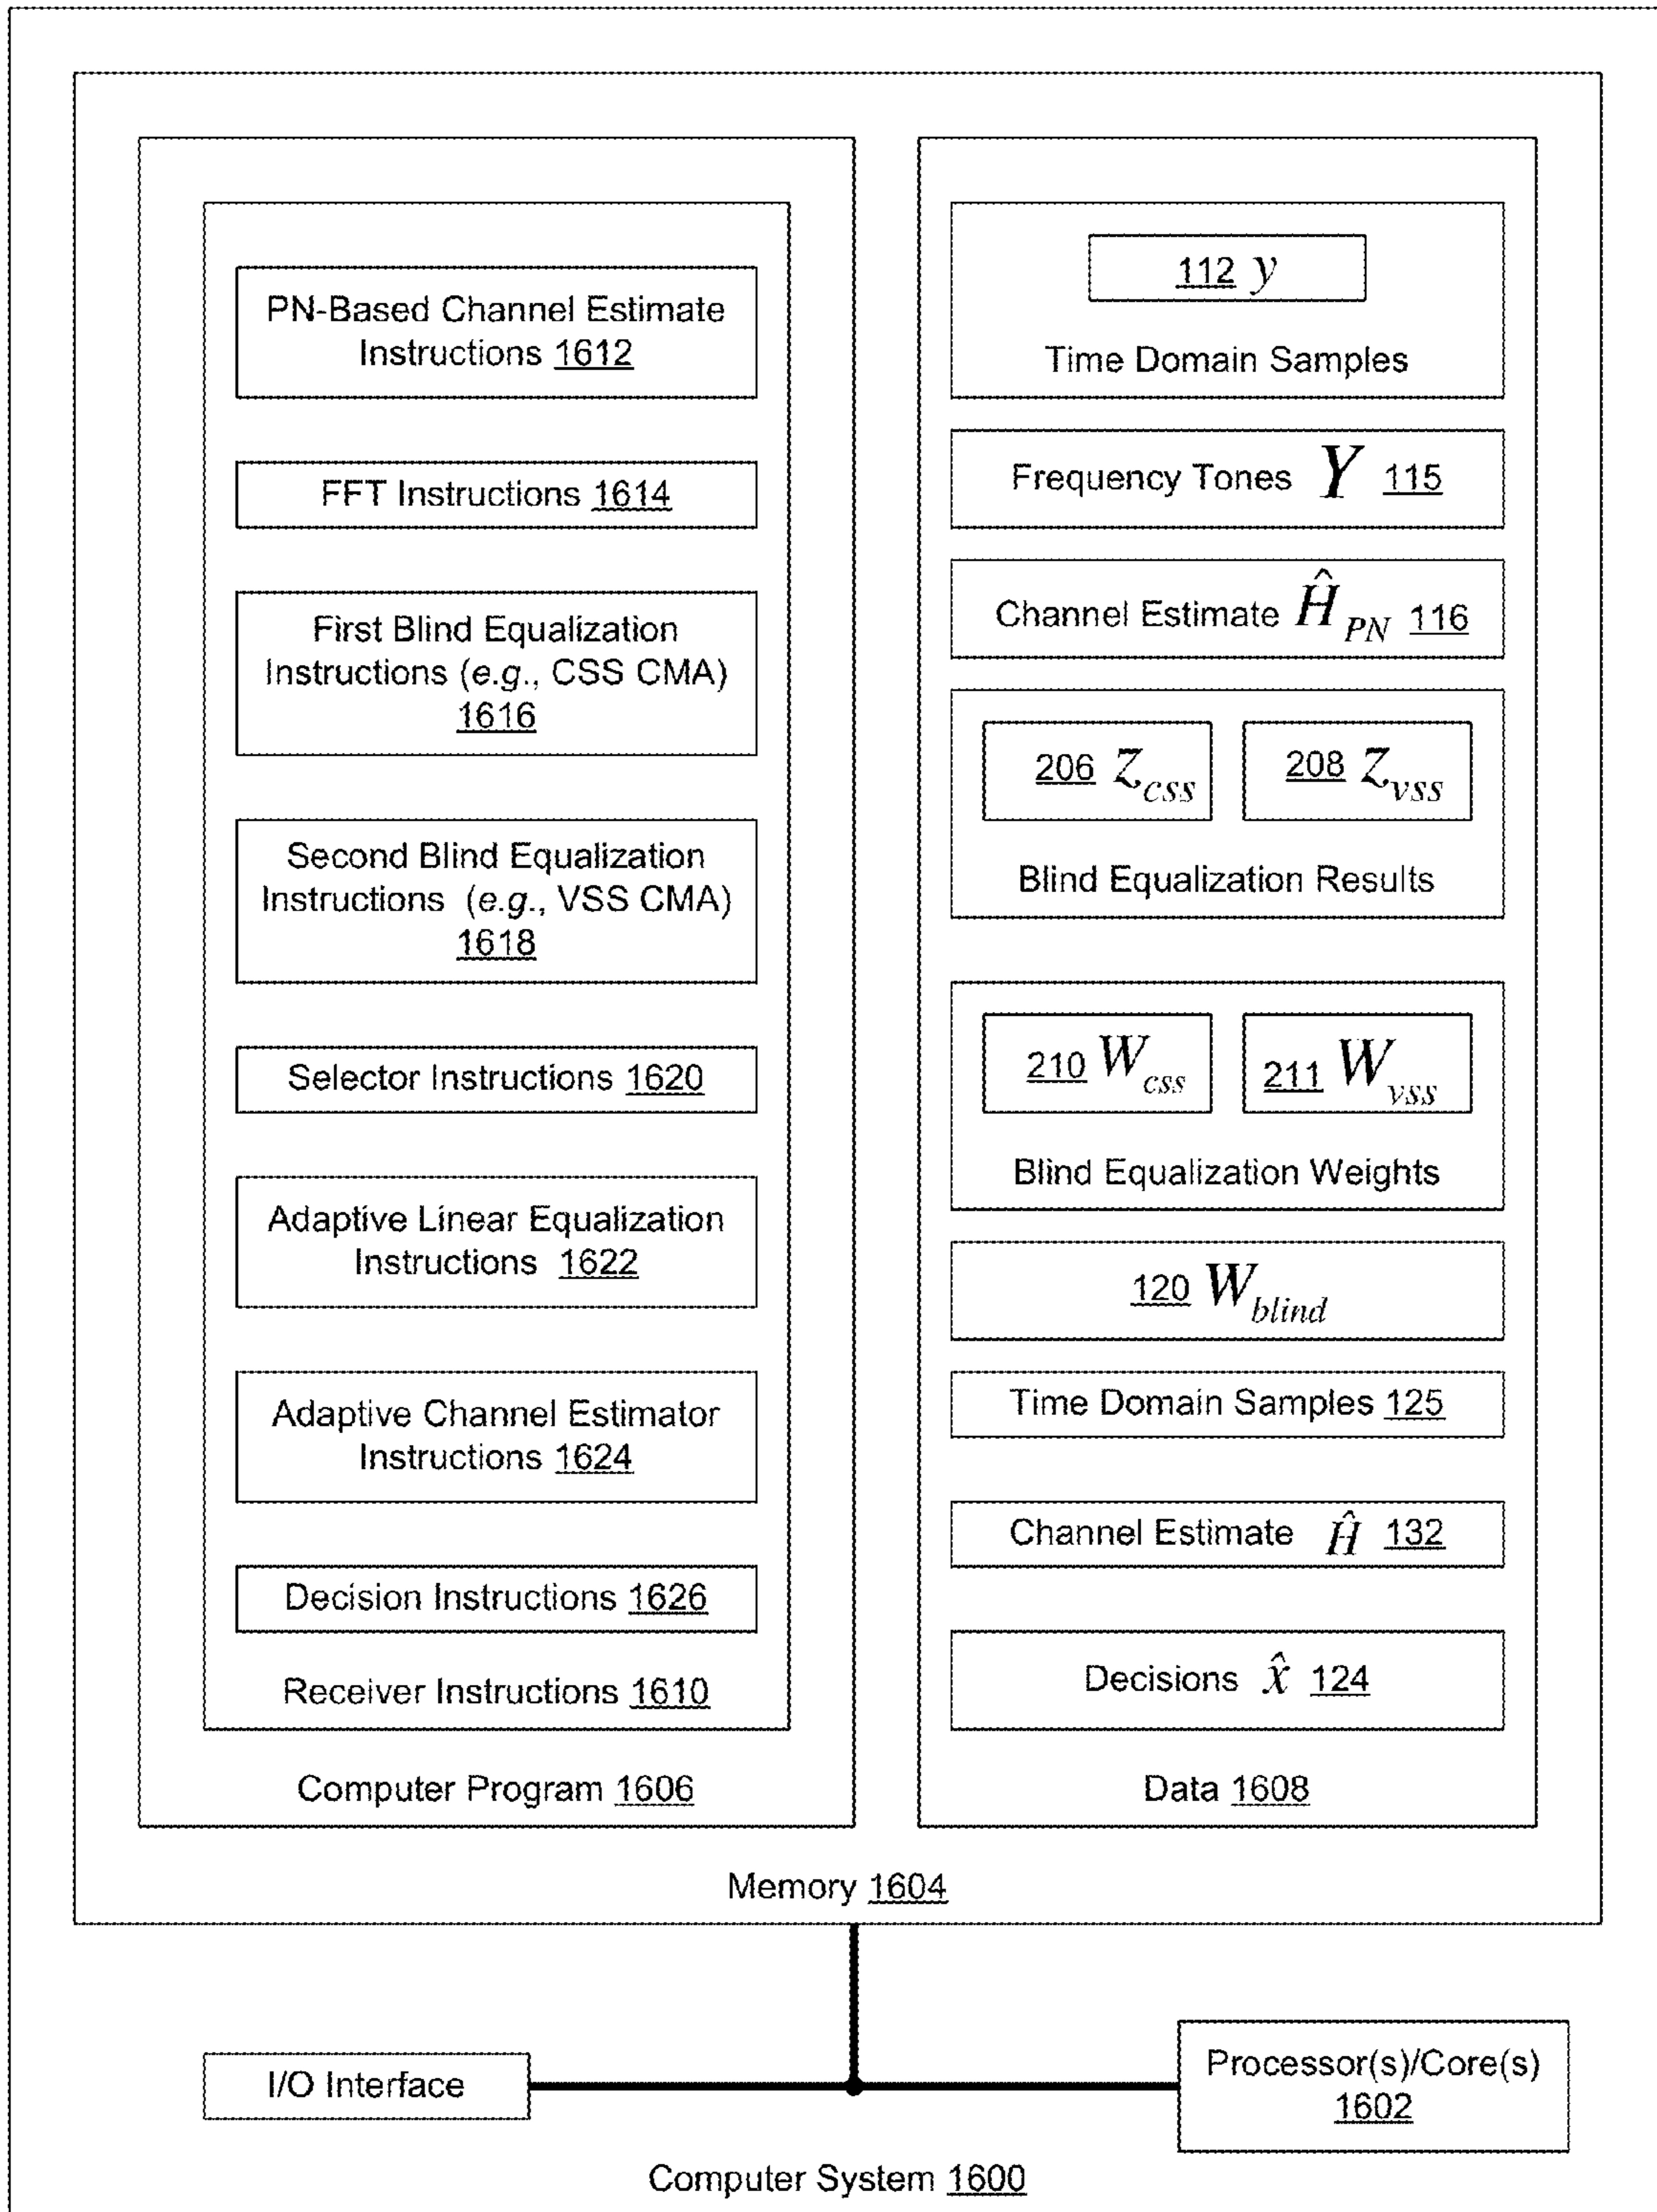 PN-Based Channel Estimate
Instructions 1612
FFT Instructions 1614
First Blind Equalization
Instructions (e.g., CSS CMA)
1616
Second Blind Equalization
Instructions (e.g., VSS CMA)
1618
Selector Instructions 1620
Adaptive Linear Equalization
Instructions 1622
Adaptive Channel Estimator
Instructions 1624
Decision Instructions 1626
Receiver Instructions 1610
Computer Program 1606
112 y
Time Domain Samples
Frequency Tones Y 115
Channel Estimate Ĥ PN 116
206 Z css
208 Z vss
Blind Equalization Results
210 W css
211 W vss
Blind Equalization Weights
120 W blind
Time Domain Samples 125
Channel Estimate Ĥ 132
Decisions x̂ 124
Data 1608
Memory 1604
I/O Interface
Processor(s)/Core(s)
1602
Computer System 1600